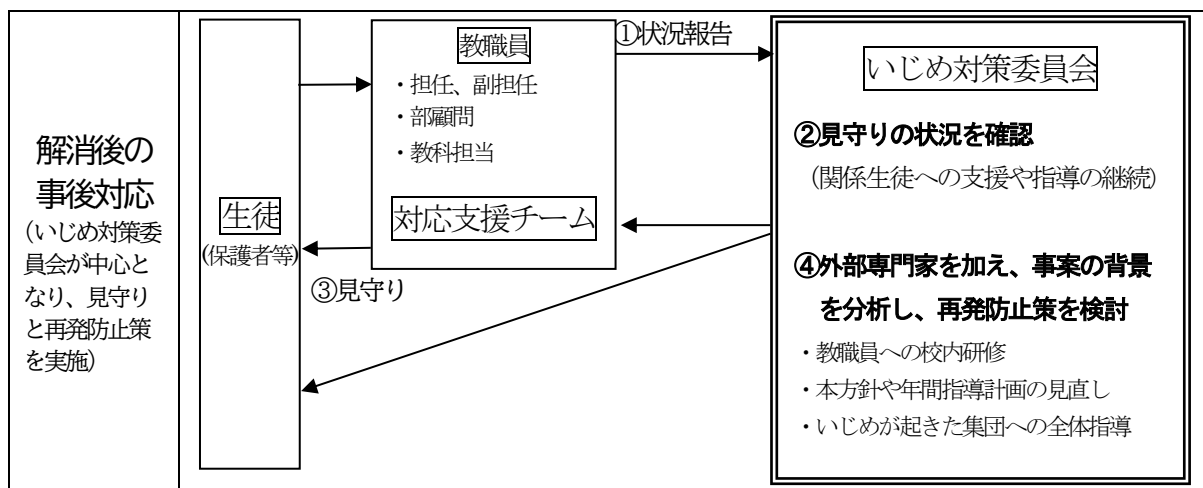 解消後の
事後対応
(いじめ対策委
員会が中心と
なり、見守り
と再発防止策
を実施)
生徒
(保護者等)
教職員
・担任、副担任
・部顧問
・教科担当
対応支援チーム
①状況報告
③見守り
いじめ対策委員会
②見守りの状況を確認
(関係生徒への支援や指導の継続)
④外部専門家を加え、事案の背景
を分析し、再発防止策を検討
・教職員への校内研修
・本方針や年間指導計画の見直し
・いじめが起きた集団への全体指導